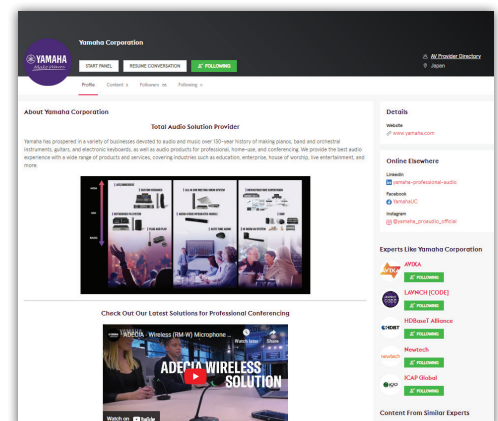 Yamaha Corporation
YAMAHA
Make Waves
START PANEL
RESUME CONVERSATION
FOLLOWING
AV Provider Directory
Japan
Profile
Content
Followers
Following
About Yamaha Corporation
Total Audio Solution Provider
Yamaha has prospered in a variety of businesses devoted to audio and music over 130-year history of making pianos, band and orchestral
instruments, guitars, and electronic keyboards, as well as audio products for professional, home-use, and conferencing. We provide the best audio
experience with a wide range of products and services, covering industries such as education, enterprise, house of worship, live entertainment, and
more.
Check Out Our Latest Solutions for Professional Conferencing
ADECIA - Wireless (RM-W) Microphone ...
Watch later
Share
ADECIA WIRELESS
SOLUTION
Watch on YouTube
Details
Website
www.yamaha.com
Online Elsewhere
LinkedIn
yamaha-professional-audio
Facebook
YamahaUC
Instagram
@yamaha_proaudio_official
Experts Like Yamaha Corporation
AVIXA
AVIXA
FOLLOWING
LAVNCH [CODE]
FOLLOWING
HDBaseT Alliance
HDBT
FOLLOWING
Newtech
newtech
FOLLOWING
ICAP Global
FOLLOWING
Content From Similar Experts